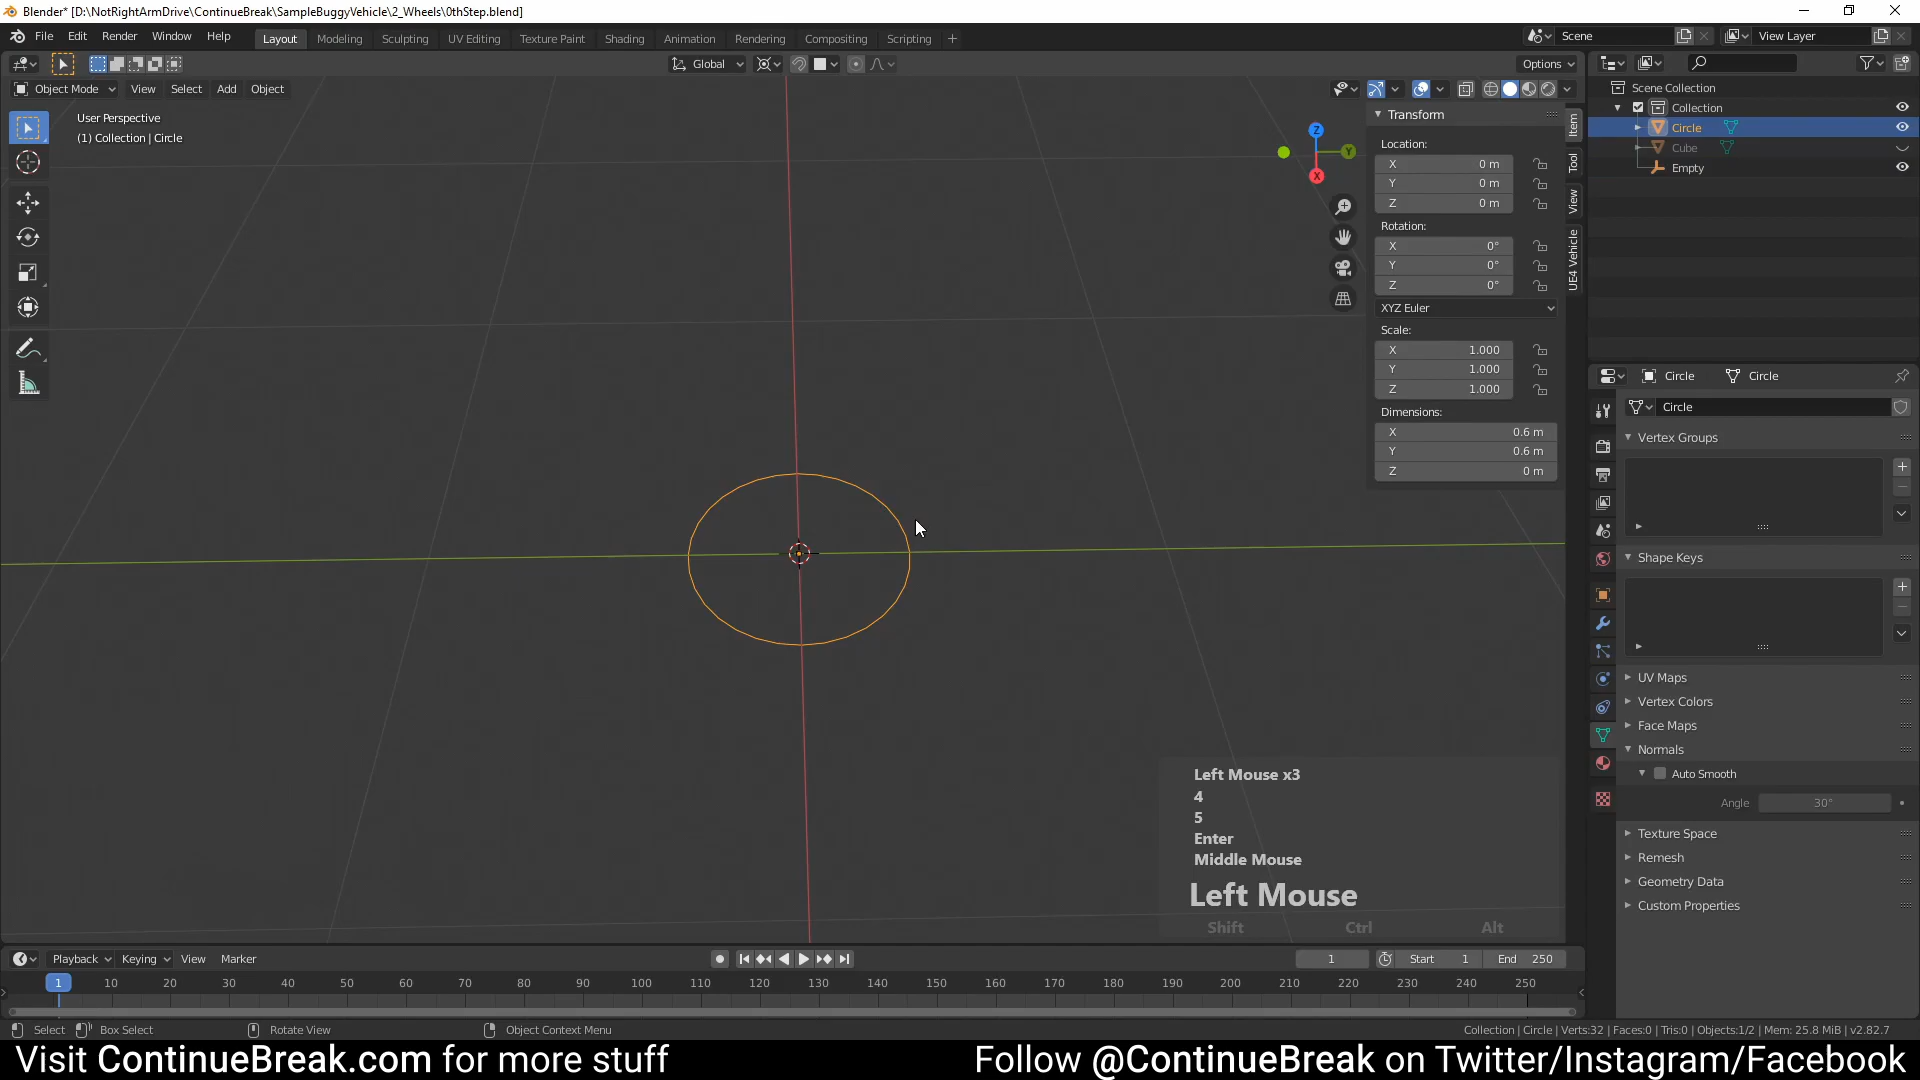 Blender* [D:\NotRightArmDrive\ContinueBreak\SampleBuggyVehicle\2_Wheels\0thStep.blend]
File Edit Render Window Help Layout Modeling Sculpting UV Editing Texture Paint Shading Animation Rendering Compositing Scripting + Scene View Layer
Global Options
Object Mode View Select Add Object
User Perspective
(1) Collection | Circle
Z
Y
X
Transform
Location:
X 0 m
Y 0 m
Z 0 m
Rotation:
X 0°
Y 0°
Z 0°
XYZ Euler
Scale:
X 1.000
Y 1.000
Z 1.000
Dimensions:
X 0.6 m
Y 0.6 m
Z 0 m
Item
Tool
View
UE4 Vehicle
Scene Collection
Collection
Circle
Cube
Empty
Circle Circle
Circle
Vertex Groups
Shape Keys
UV Maps
Vertex Colors
Face Maps
Normals
Auto Smooth
Angle 30°
Texture Space
Remesh
Geometry Data
Custom Properties
Left Mouse x3
4
5
Enter
Middle Mouse
Left Mouse
Shift Ctrl Alt
Playback Keying View Marker 1 Start 1 End 250
1 10 20 30 40 50 60 70 80 90 100 110 120 130 140 150 160 170 180 190 200 210 220 230 240 250
Select Box Select Rotate View Object Context Menu Collection | Circle | Verts:32 | Faces:0 | Tris:0 | Objects:1/2 | Mem: 25.8 MiB | v2.82.7
Visit ContinueBreak.com for more stuff Follow @ContinueBreak on Twitter/Instagram/Facebook